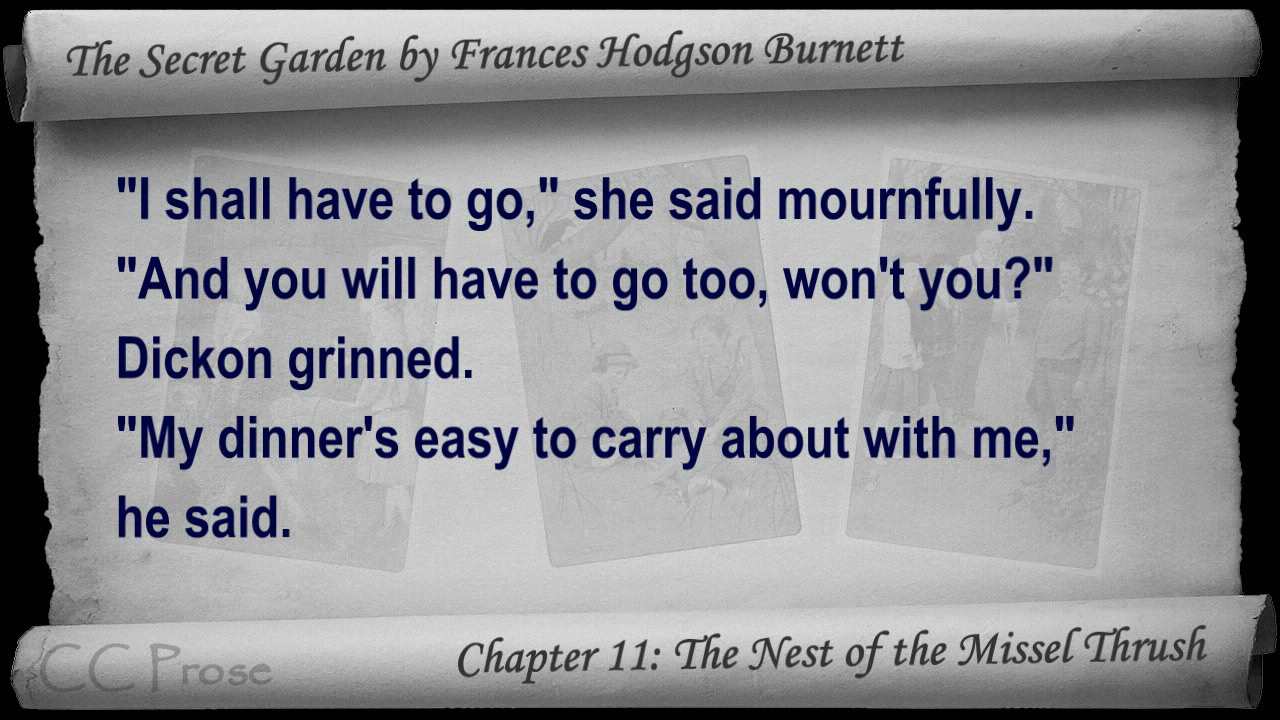 The Secret Garden by Frances Hodgson Burnett
"I shall have to go," she said mournfully.
"And you will have to go too, won't you?"
Dickon grinned.
"My dinner's easy to carry about with me,"
he said.
Chapter 11: The Nest of the Missel Thrush
CC Prose